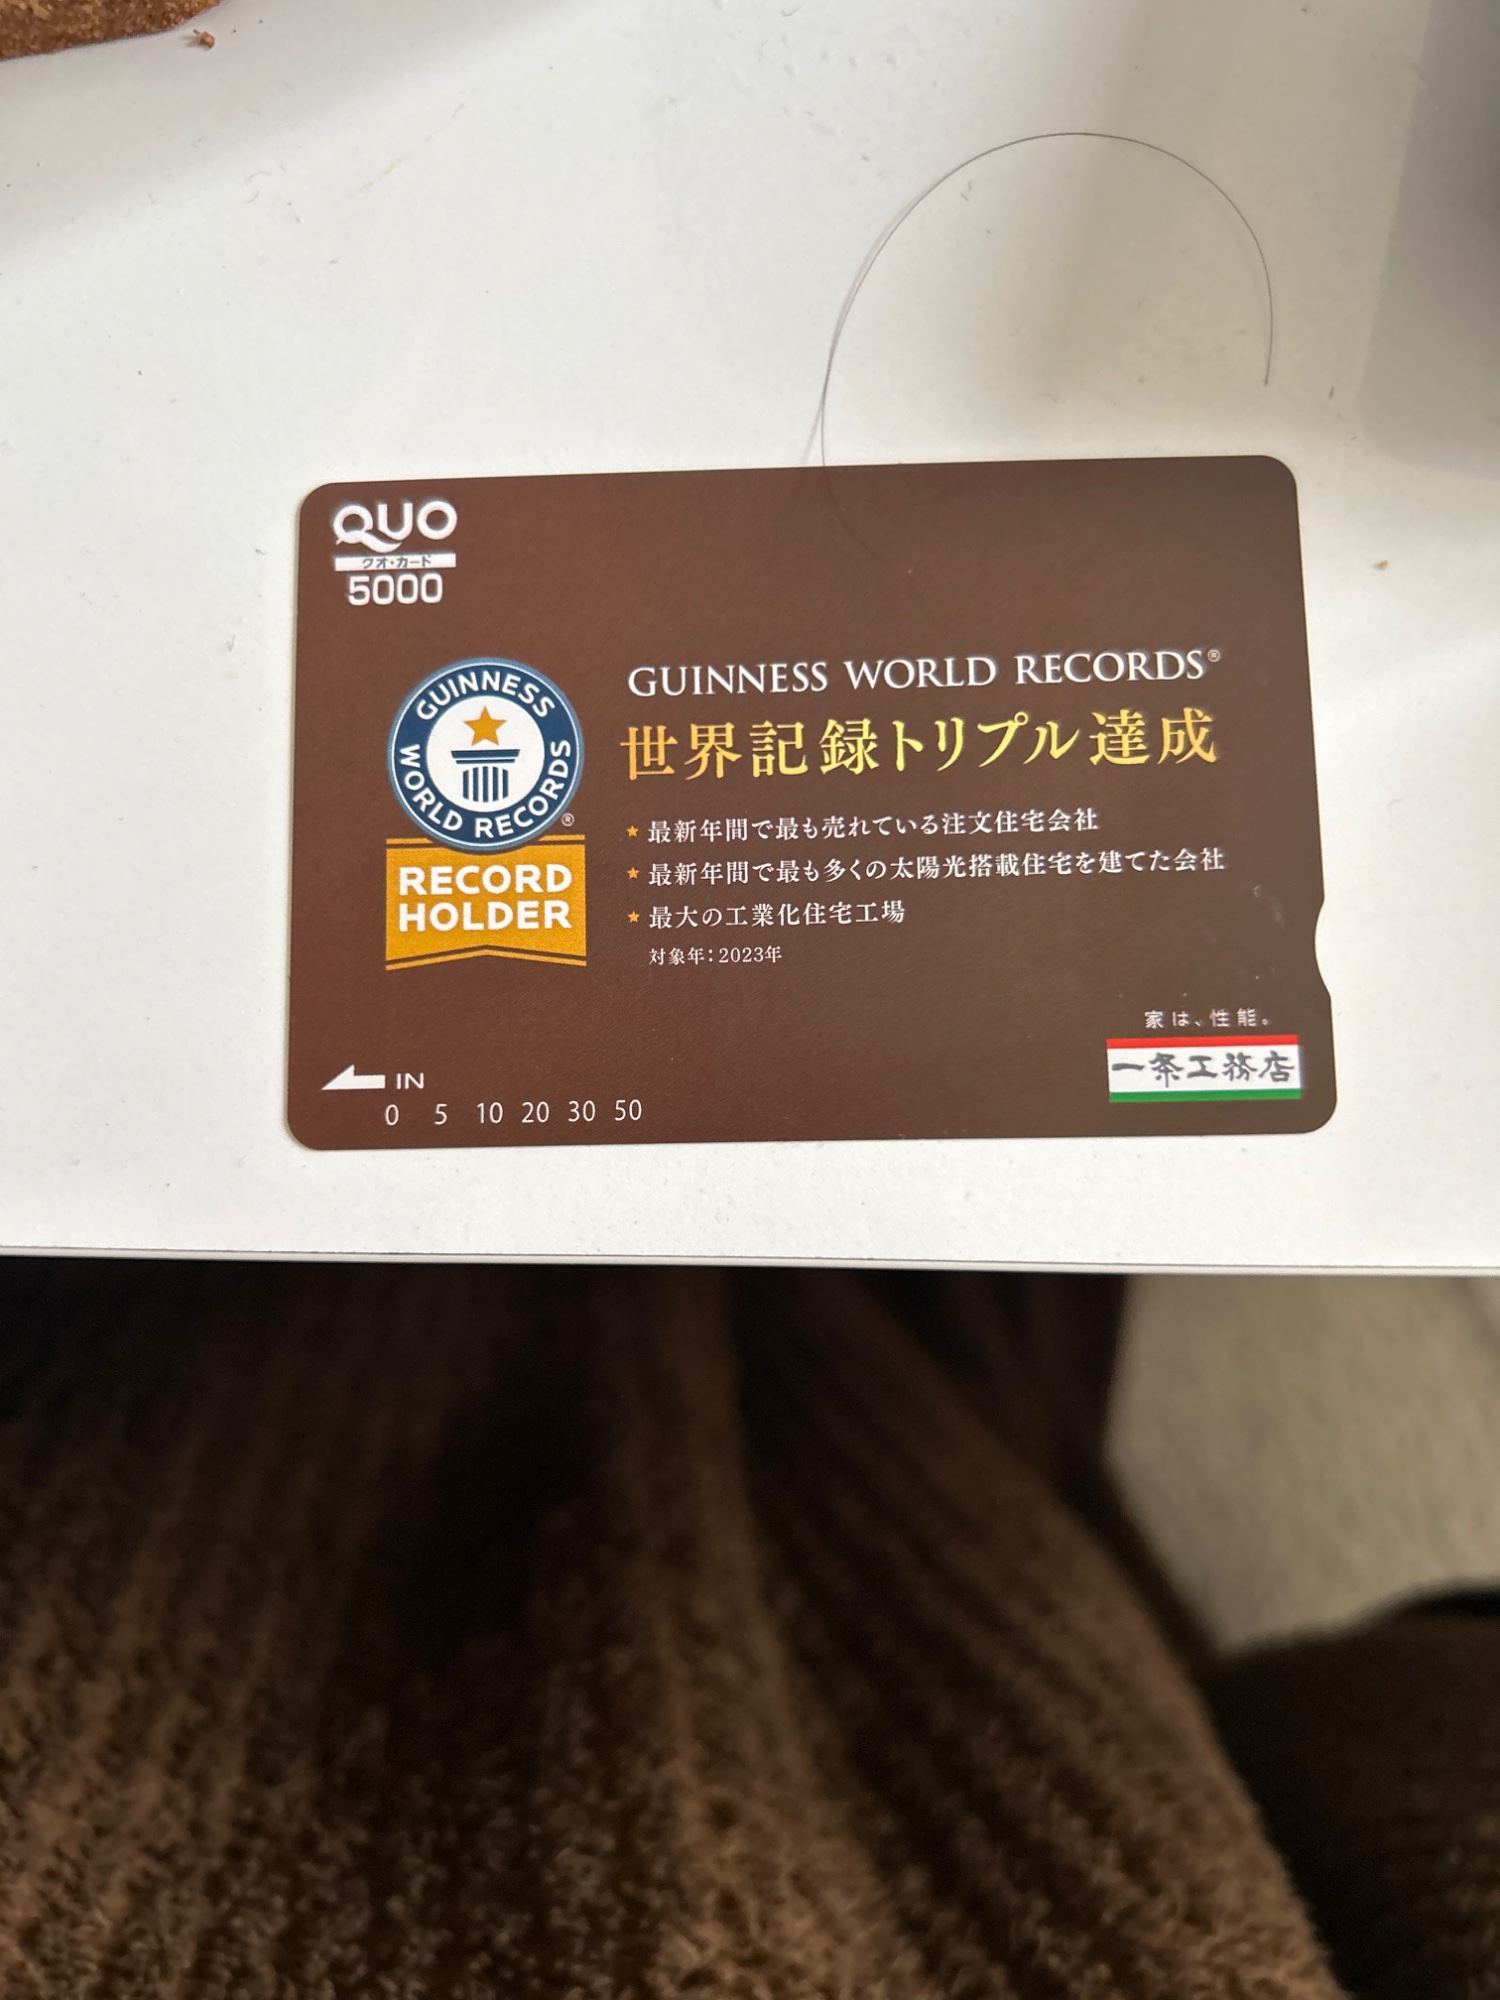 QUO
クオ・カード
5000
GUINNESS WORLD RECORDS®
RECORD
HOLDER
GUINNESS WORLD RECORDS®
世界記録トリプル達成
★ 最新年間で最も売れている注文住宅会社
★ 最新年間で最も多くの太陽光搭載住宅を建てた会社
★ 最大の工業化住宅工場
対象年：2023年
家は、性能。
一条工務店
IN
0 5 10 20 30 50